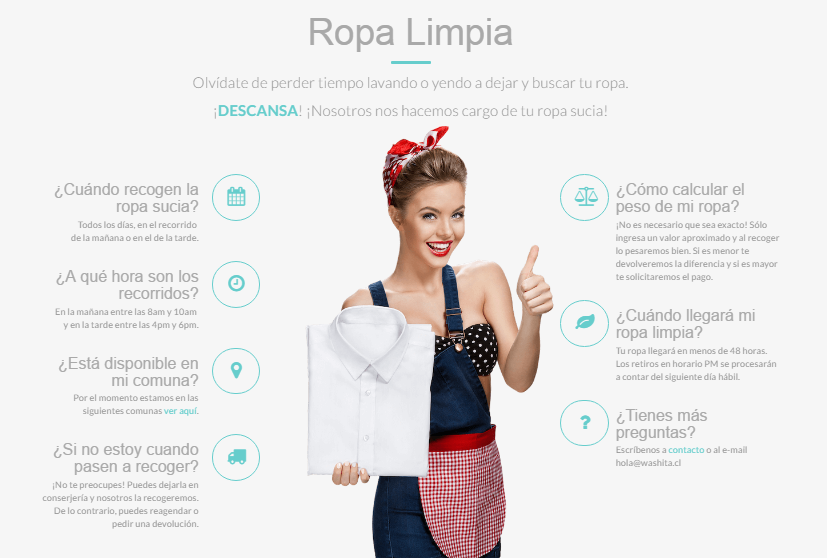 Ropa Limpia
Olvídate de perder tiempo lavando o yendo a dejar y buscar tu ropa.
¡DESCANSA! ¡Nosotros nos hacemos cargo de tu ropa sucia!
¿Cuándo recogen la
ropa sucia?
Todos los días, en el recorrido
de la mañana o en el de la tarde.
¿A qué hora son los
recorridos?
En la mañana entre las 8am y 10am
y en la tarde entre las 4pm y 6pm.
¿Está disponible en
mi comuna?
Por el momento estamos en las
siguientes comunas ver aquí.
¿Si no estoy cuando
pasen a recoger?
¡No te preocupes! Puedes dejarla en
conserjería y nosotros la recogeremos.
De lo contrario, puedes reagendar o
pedir una devolución.
¿Cómo calcular el
peso de mi ropa?
¡No es necesario que sea exacto! Sólo
ingresa un valor aproximado y al recoger
lo pesaremos bien. Si es menor te
devolveremos la diferencia y si es mayor
te solicitaremos el pago.
¿Cuándo llegará mi
ropa limpia?
Tu ropa llegará en menos de 48 horas.
Los retiros en horario PM se procesarán
a contar del siguiente día hábil.
¿Tienes más
preguntas?
Escríbenos a contacto o al e-mail
hola@washita.cl